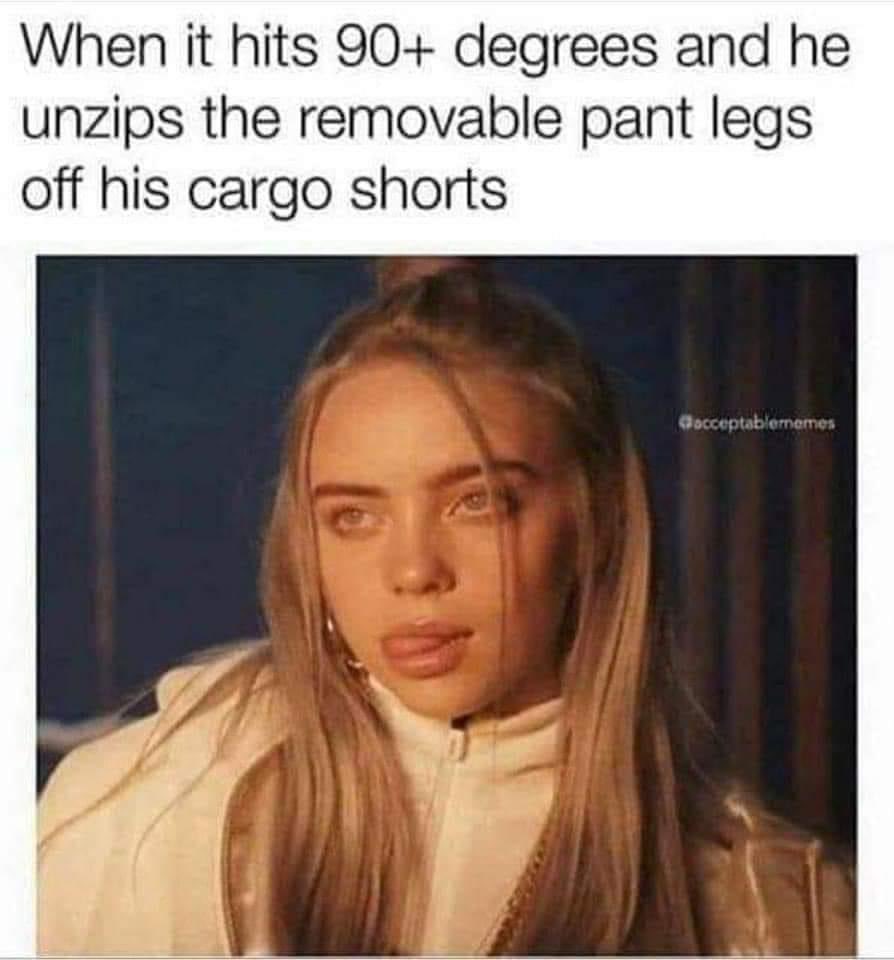 When it hits 90+ degrees and he
unzips the removable pant legs
off his cargo shorts
@acceptablememes